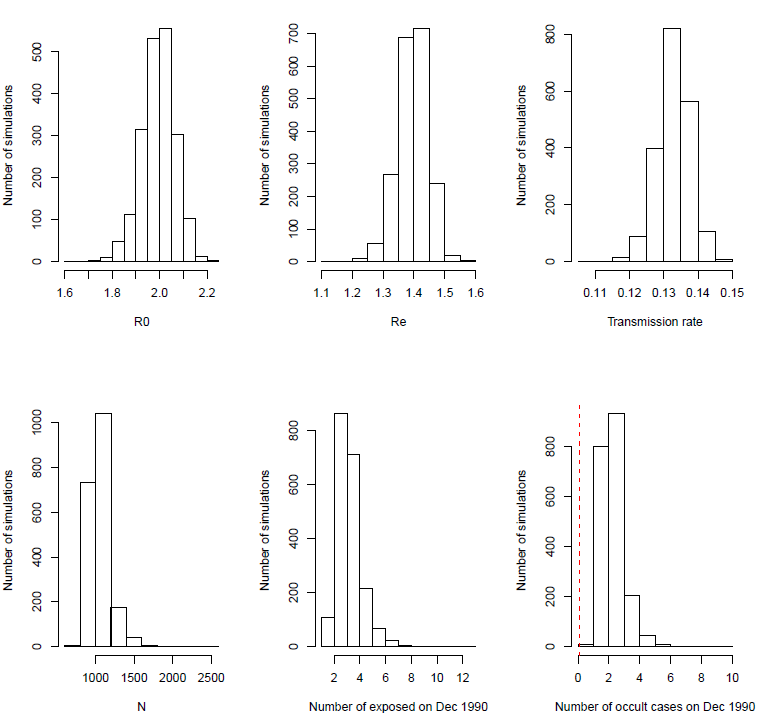 Number of simulations
0 100 200 300 400 500
1.6 1.8 2.0 2.2
R0
Number of simulations
0 100 200 300 400 500 600 700
1.1 1.2 1.3 1.4 1.5 1.6
Re
Number of simulations
0 200 400 600 800
0.11 0.12 0.13 0.14 0.15
Transmission rate
Number of simulations
0 200 400 600 800 1000
1000 1500 2000 2500
N
Number of simulations
0 200 400 600 800
2 4 6 8 10 12
Number of exposed on Dec 1990
Number of simulations
0 200 400 600 800
0 2 4 6 8 10
Number of occult cases on Dec 1990